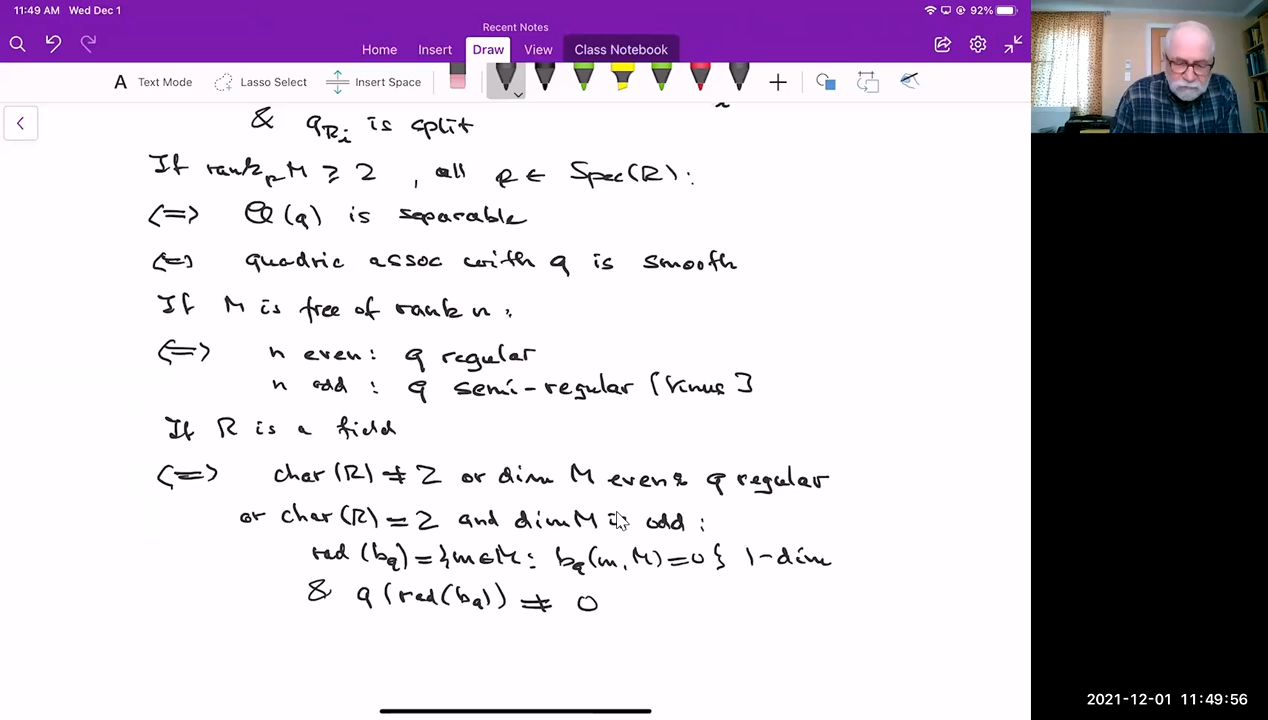 11:49 AM Wed Dec 1
92%
Recent Notes
Home Insert Draw View Class Notebook
A Text Mode Lasso Select Insert Space
& q_{R_i} is split
If rank_p M ≥ 2, all p ∈ Spec(R):
<=> Q(q) is separable
<=> quadric assoc with q is smooth
If M is free of rank n:
<=> n even: q regular
n odd: q semi-regular [Kinus]
If R is a field
<=> char(R) ≠ 2 or dim M even & q regular
or char(R) = 2 and dim M is odd:
rad(b_q) = {m ∈ M: b_q(m, M) = 0} 1-dim
& q(rad(b_q)) ≠ 0
2021-12-01 11:49:56